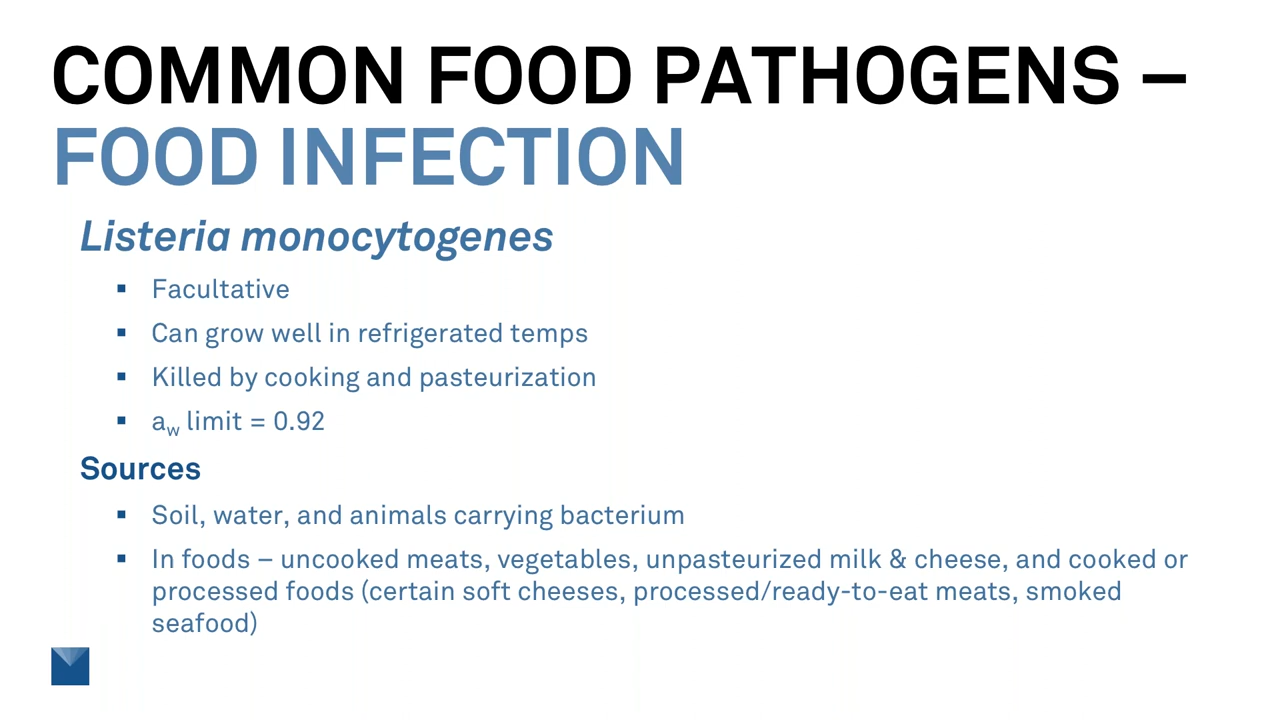 COMMON FOOD PATHOGENS –
FOOD INFECTION
Listeria monocytogenes
▪ Facultative
▪ Can grow well in refrigerated temps
▪ Killed by cooking and pasteurization
▪ aw limit = 0.92
Sources
▪ Soil, water, and animals carrying bacterium
▪ In foods – uncooked meats, vegetables, unpasteurized milk & cheese, and cooked or
processed foods (certain soft cheeses, processed/ready-to-eat meats, smoked
seafood)